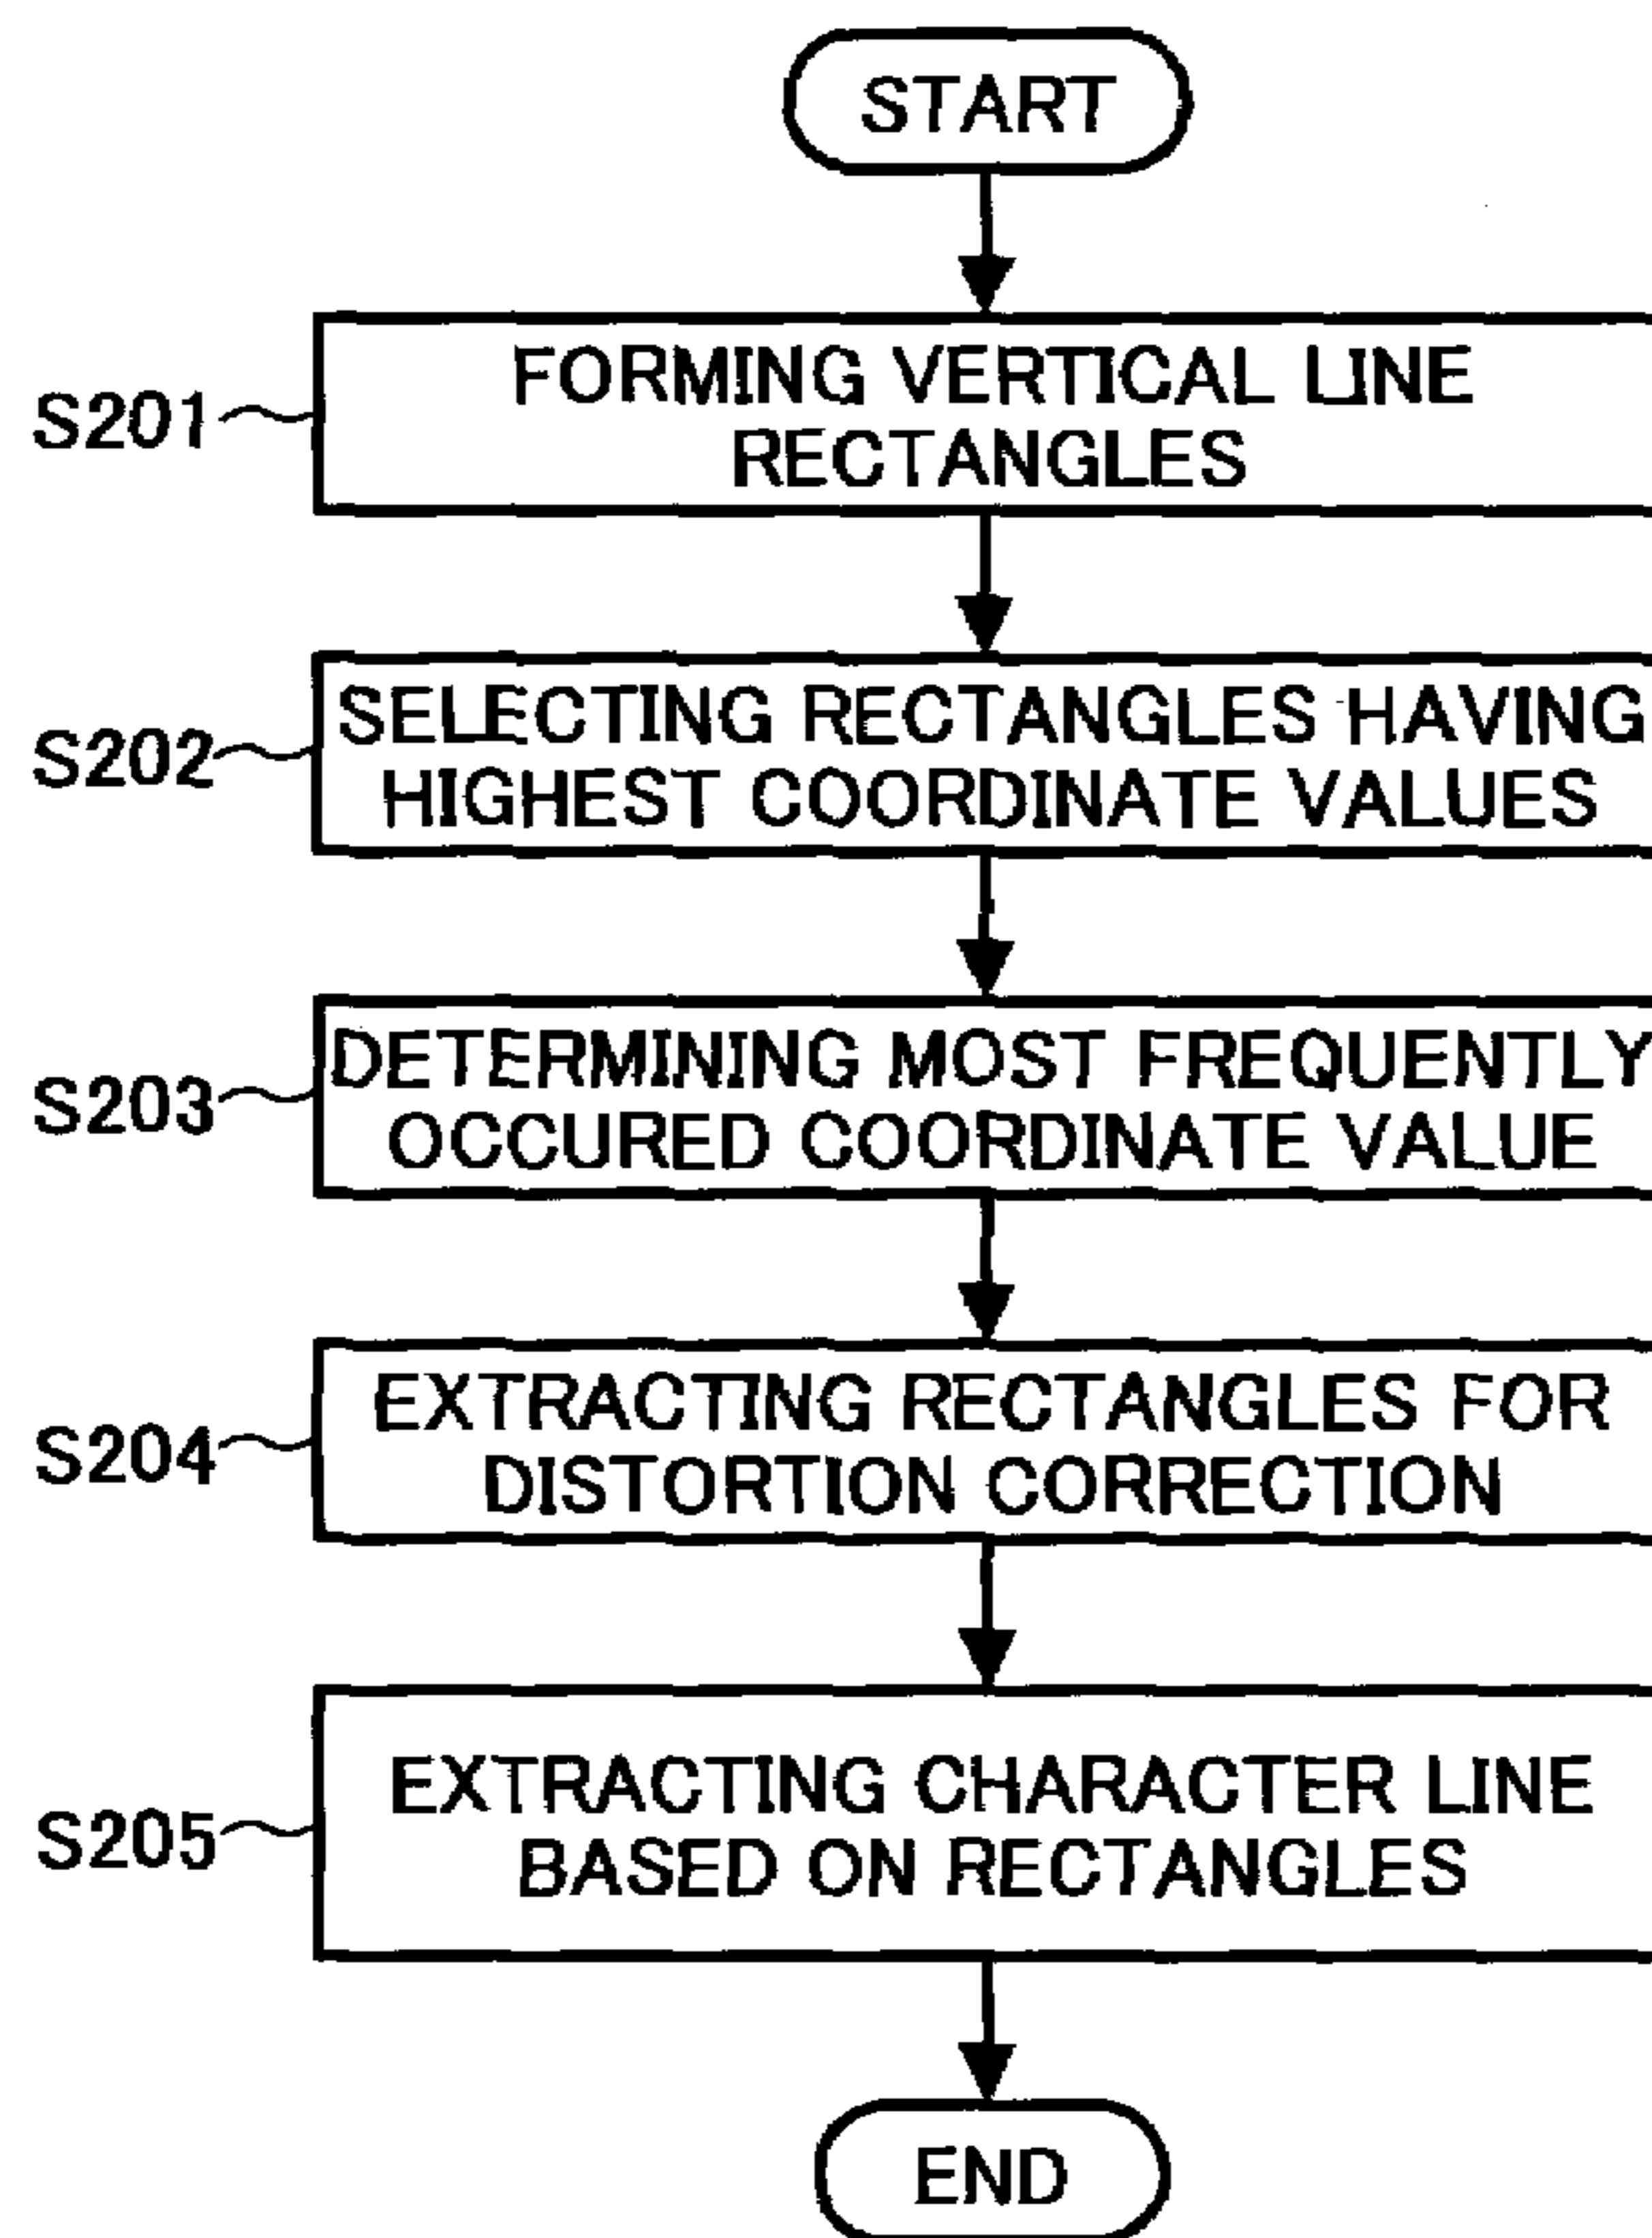 START
S201
FORMING VERTICAL LINE
RECTANGLES
S202
SELECTING RECTANGLES HAVING
HIGHEST COORDINATE VALUES
S203
DETERMINING MOST FREQUENTLY
OCCURED COORDINATE VALUE
S204
EXTRACTING RECTANGLES FOR
DISTORTION CORRECTION
S205
EXTRACTING CHARACTER LINE
BASED ON RECTANGLES
END